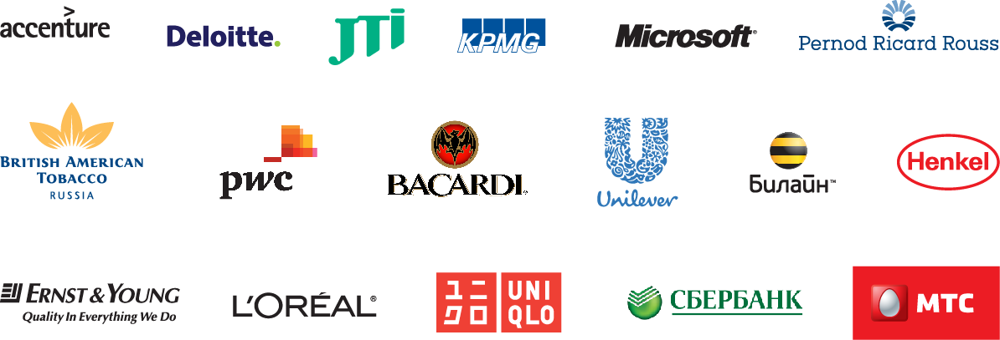 accenture
Deloitte.
JTi
KPMG
Microsoft®
Pernod Ricard Rouss
BRITISH AMERICAN
TOBACCO
RUSSIA
pwc
BACARDI
Unilever
Билайн™
Henkel
ERNST & YOUNG
Quality In Everything We Do
L'ORÉAL®
ユニ
クロ
UNI
QLO
СБЕРБАНК
МТС